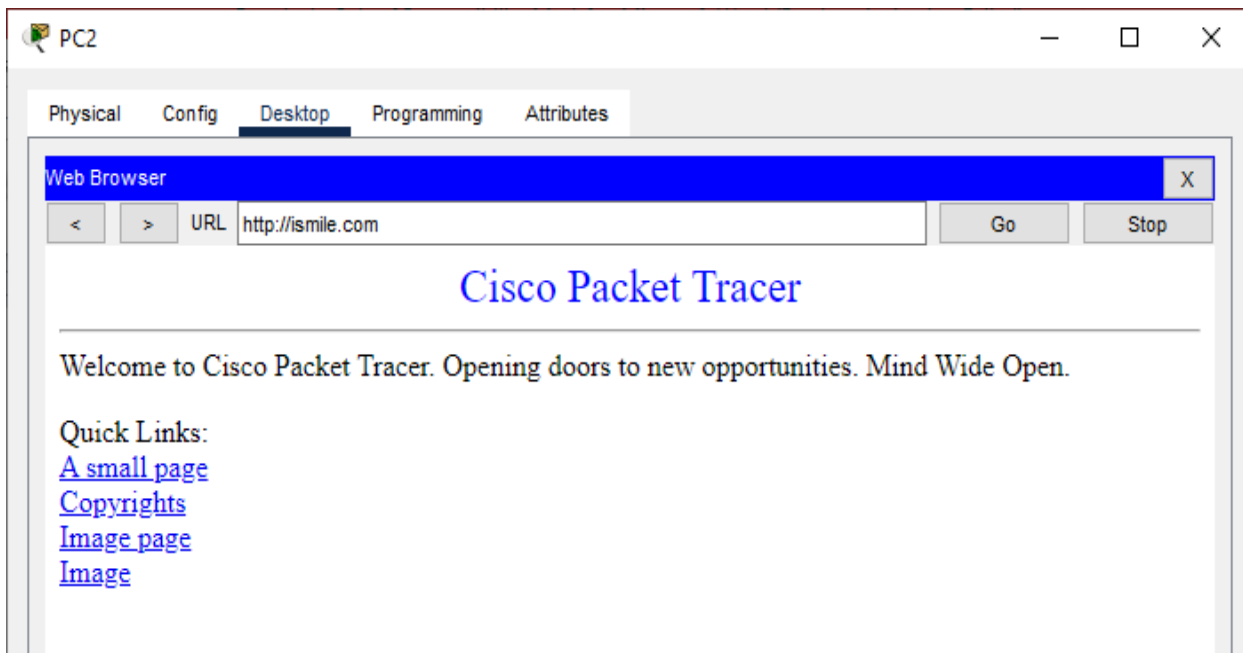 PC2
Physical Config Desktop Programming Attributes
Web Browser X
< > URL http://ismile.com Go Stop
Cisco Packet Tracer
Welcome to Cisco Packet Tracer. Opening doors to new opportunities. Mind Wide Open.
Quick Links:
A small page
Copyrights
Image page
Image